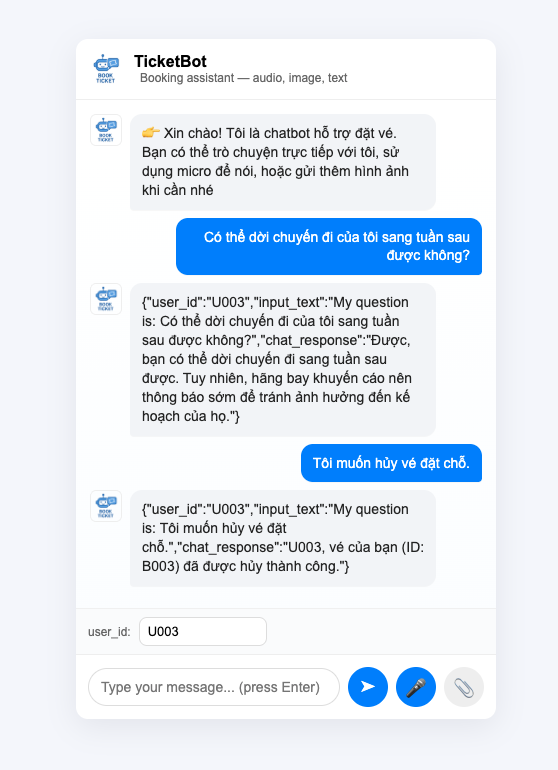 BOOK
TICKET
TicketBot
Booking assistant — audio, image, text
BOOK
TICKET
👉 Xin chào! Tôi là chatbot hỗ trợ đặt vé.
Bạn có thể trò chuyện trực tiếp với tôi, sử
dụng micro để nói, hoặc gửi thêm hình ảnh
khi cần nhé
Có thể dời chuyến đi của tôi sang tuần sau
được không?
BOOK
TICKET
{"user_id":"U003","input_text":"My question
is: Có thể dời chuyến đi của tôi sang tuần
sau được không?","chat_response":"Được,
bạn có thể dời chuyến đi sang tuần sau
được. Tuy nhiên, hãng bay khuyến cáo nên
thông báo sớm để tránh ảnh hưởng đến kế
hoạch của họ."}
Tôi muốn hủy vé đặt chỗ.
BOOK
TICKET
{"user_id":"U003","input_text":"My question
is: Tôi muốn hủy vé đặt
chỗ.","chat_response":"U003, vé của bạn (ID:
B003) đã được hủy thành công."}
user_id: U003
Type your message... (press Enter)